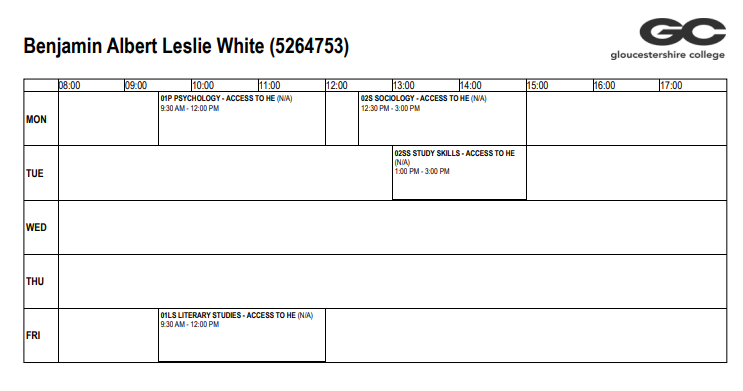 GC
gloucestershire college
Benjamin Albert Leslie White (5264753)
08:00 09:00 10:00 11:00 12:00 13:00 14:00 15:00 16:00 17:00
MON
01P PSYCHOLOGY - ACCESS TO HE (N/A)
9:30 AM - 12:00 PM
02S SOCIOLOGY - ACCESS TO HE (N/A)
12:30 PM - 3:00 PM
TUE
02SS STUDY SKILLS - ACCESS TO HE
(N/A)
1:00 PM - 3:00 PM
WED
THU
FRI
01LS LITERARY STUDIES - ACCESS TO HE (N/A)
9:30 AM - 12:00 PM